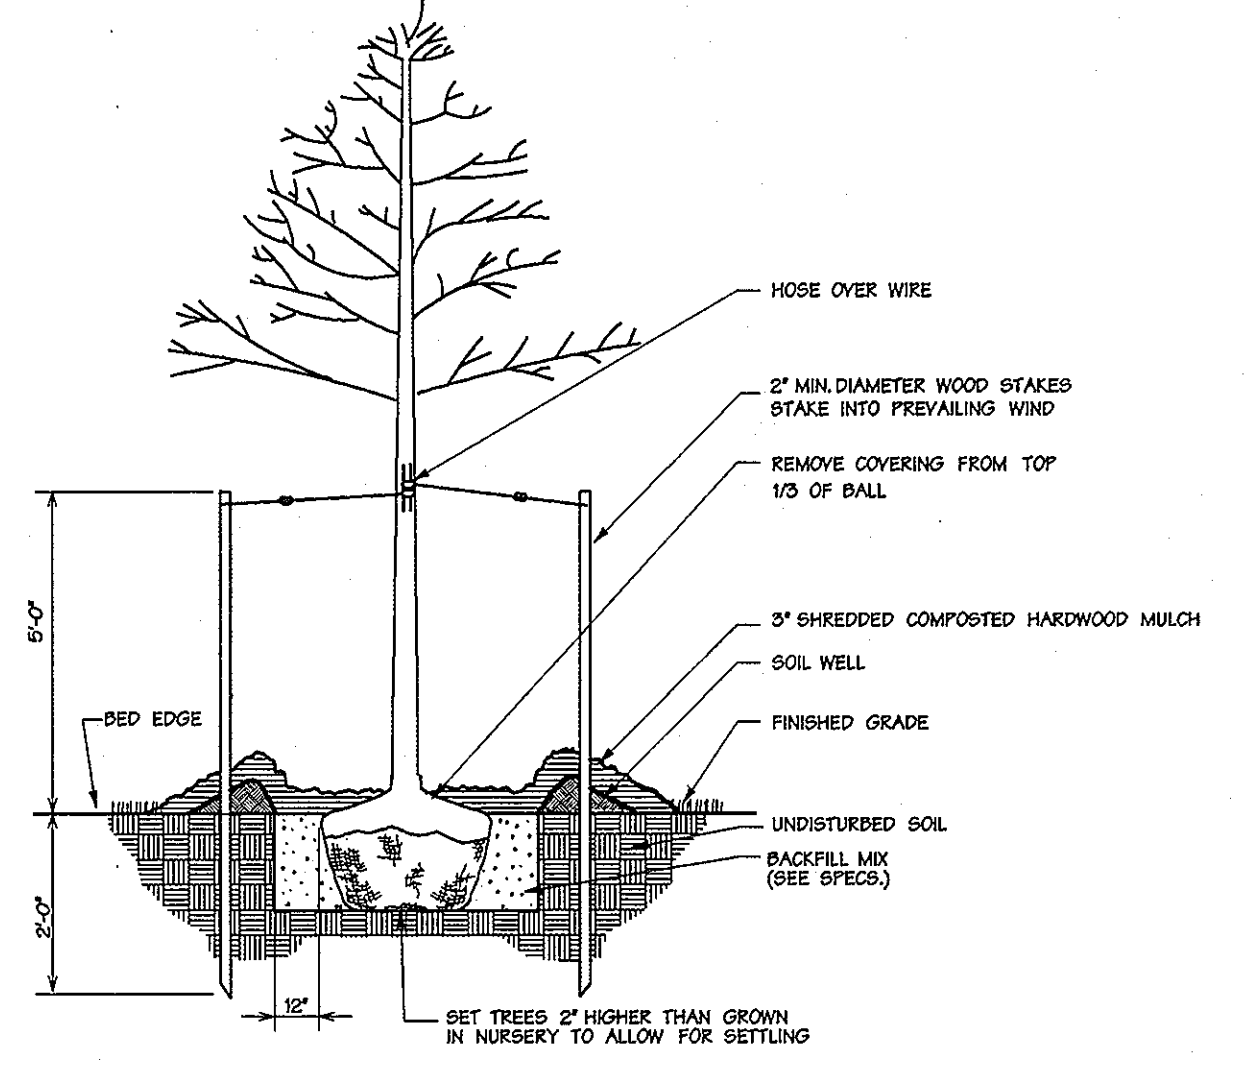 HOSE OVER WIRE
2" MIN. DIAMETER WOOD STAKES
STAKE INTO PREVAILING WIND
REMOVE COVERING FROM TOP
1/3 OF BALL
5'-0"
3" SHREDDED COMPOSTED HARDWOOD MULCH
SOIL WELL
BED EDGE
FINISHED GRADE
UNDISTURBED SOIL
BACKFILL MIX
(SEE SPECS.)
2'-0"
12"
SET TREES 2" HIGHER THAN GROWN
IN NURSERY TO ALLOW FOR SETTLING